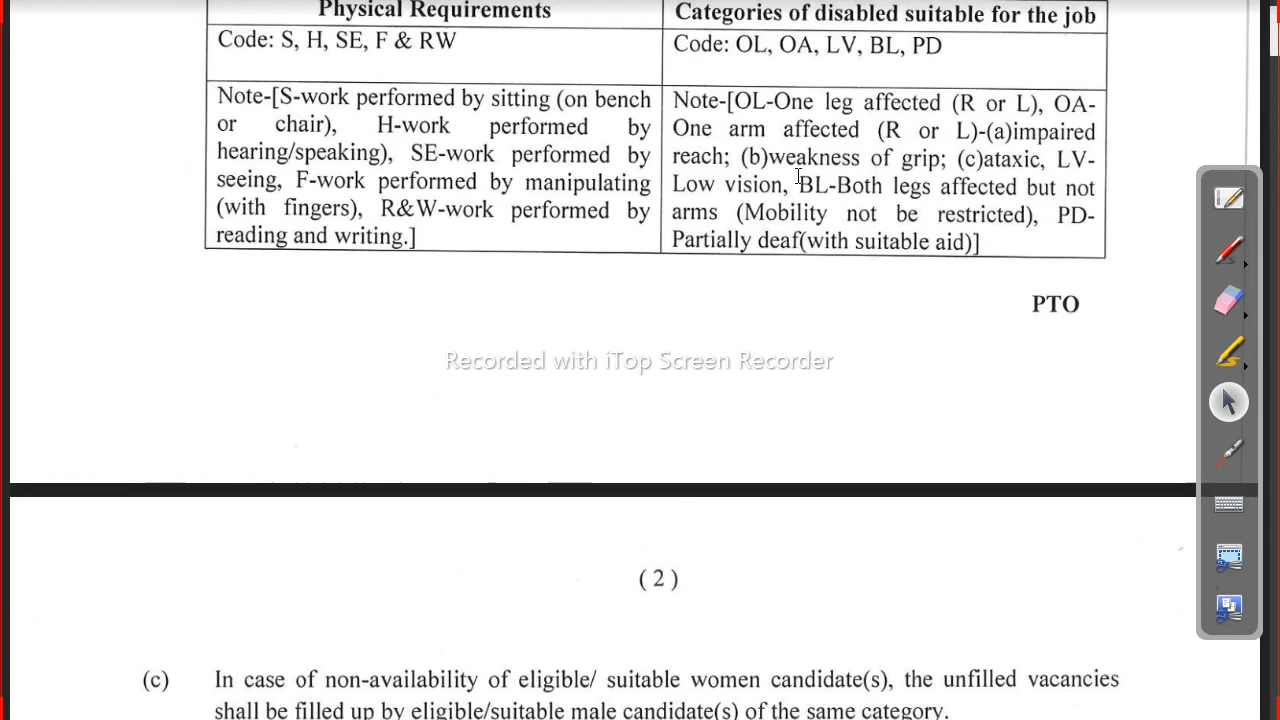 Physical Requirements
Categories of disabled suitable for the job
Code: S, H, SE, F & RW
Code: OL, OA, LV, BL, PD
Note-[S-work performed by sitting (on bench
or chair), H-work performed by
hearing/speaking), SE-work performed by
seeing, F-work performed by manipulating
(with fingers), R&W-work performed by
reading and writing.]
Note-[OL-One leg affected (R or L), OA-
One arm affected (R or L)-(a)impaired
reach; (b)weakness of grip; (c)ataxic, LV-
Low vision, BL-Both legs affected but not
arms (Mobility not be restricted), PD-
Partially deaf(with suitable aid)]
PTO
Recorded with iTop Screen Recorder
( 2 )
(c) In case of non-availability of eligible/ suitable women candidate(s), the unfilled vacancies
shall be filled up by eligible/suitable male candidate(s) of the same category.